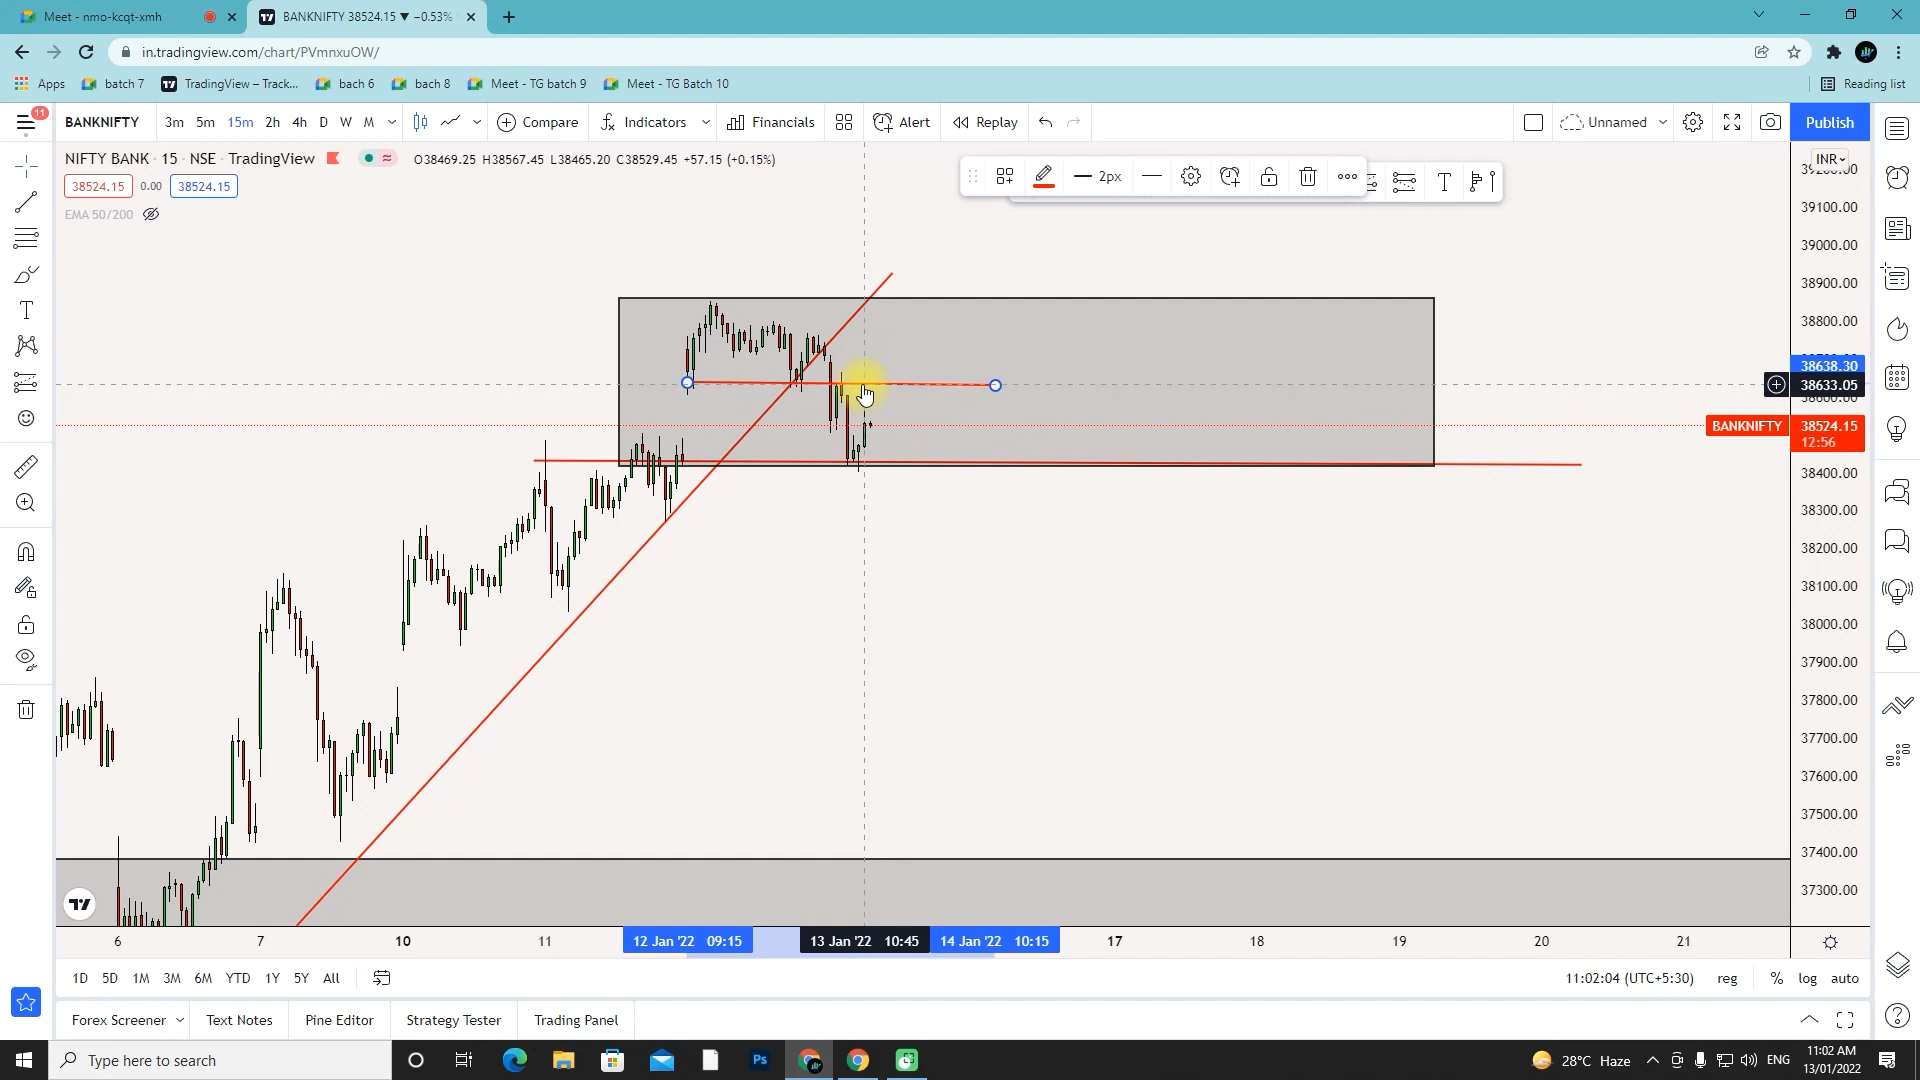 Meet - nmo-kcqt-xmh
BANKNIFTY 38524.15 ▼ −0.53%
in.tradingview.com/chart/PVmnxuOW/
Apps
batch 7
TradingView – Track...
bach 6
bach 8
Meet - TG batch 9
Meet - TG Batch 10
Reading list
11
BANKNIFTY
3m 5m 15m 2h 4h D W M
Compare
Indicators
Financials
Alert
Replay
Unnamed
Publish
NIFTY BANK · 15 · NSE · TradingView
O38469.25 H38567.45 L38465.20 C38529.45 +57.15 (+0.15%)
2px
INR
38524.15 0.00 38524.15
EMA 50/200
39100.00
39000.00
38900.00
38800.00
38638.30
38633.05
BANKNIFTY 38524.15
12:56
38400.00
38300.00
38200.00
38100.00
38000.00
37900.00
37800.00
37700.00
37600.00
37500.00
37400.00
37300.00
6 7 10 11
12 Jan '22 09:15
13 Jan '22 10:45
14 Jan '22 10:15
17 18 19 20 21
1D 5D 1M 3M 6M YTD 1Y 5Y All
11:02:04 (UTC+5:30)
reg
% log auto
Forex Screener
Text Notes
Pine Editor
Strategy Tester
Trading Panel
Type here to search
Ps
28°C Haze
ENG
11:02 AM
13/01/2022